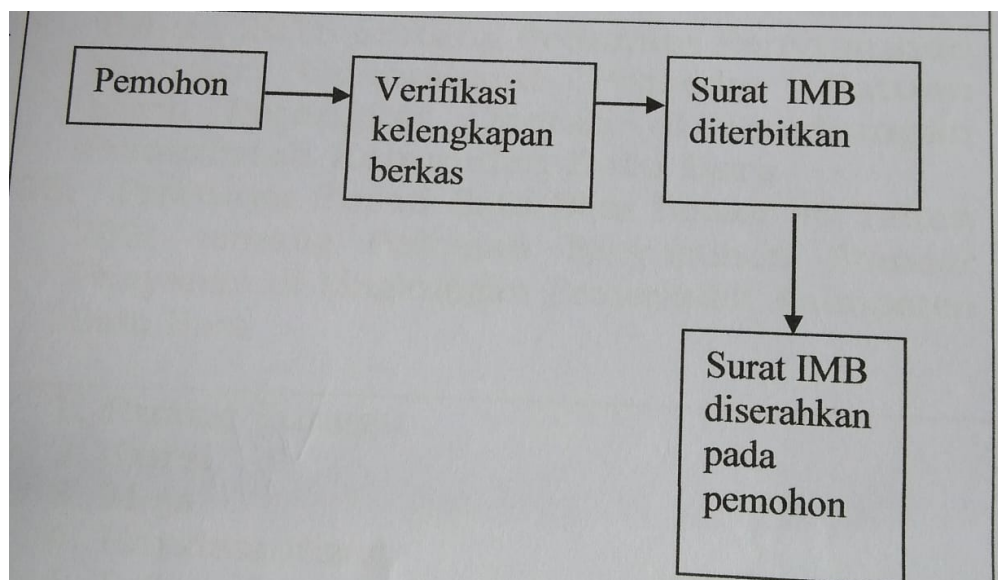 Pemohon
Verifikasi
kelengkapan
berkas
Surat IMB
diterbitkan
Surat IMB
diserahkan
pada
pemohon